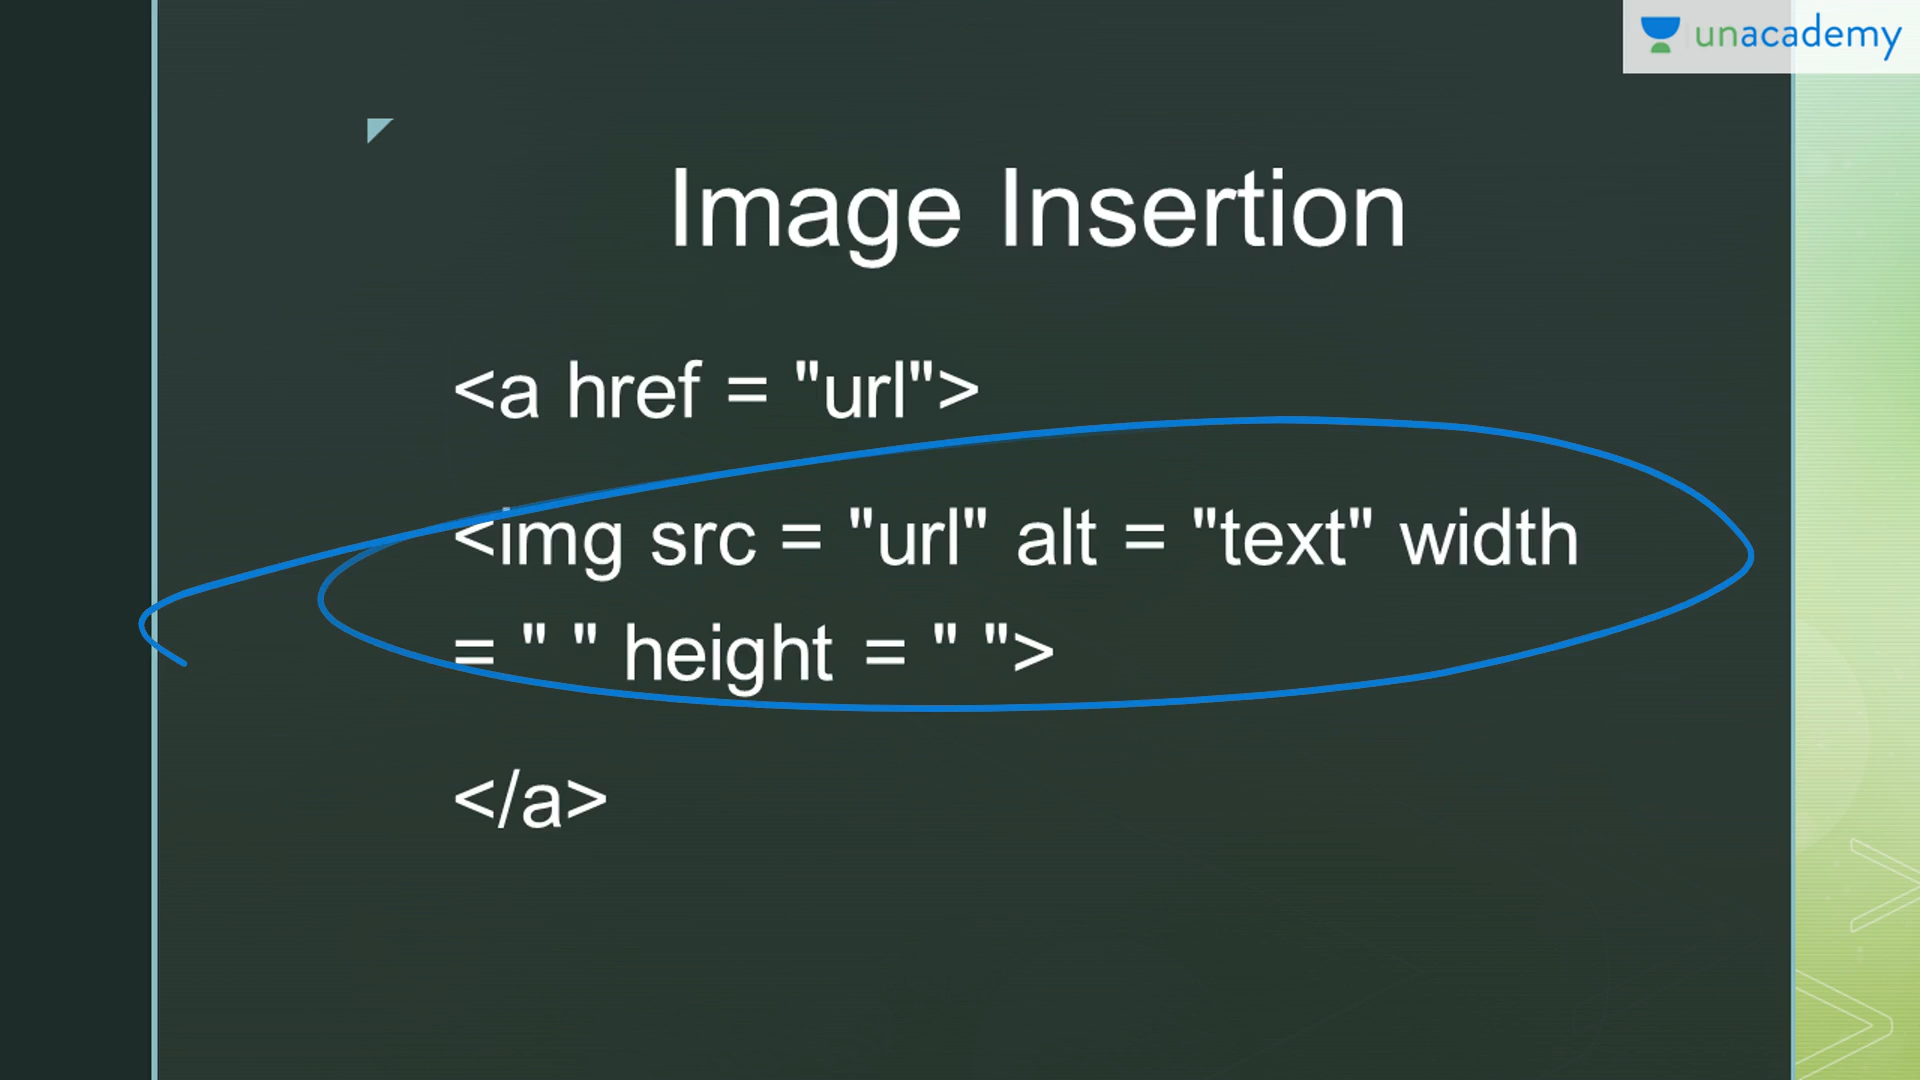 unacademy
Image Insertion
<a href = "url">
<img src = "url" alt = "text" width
= " " height = " ">
</a>